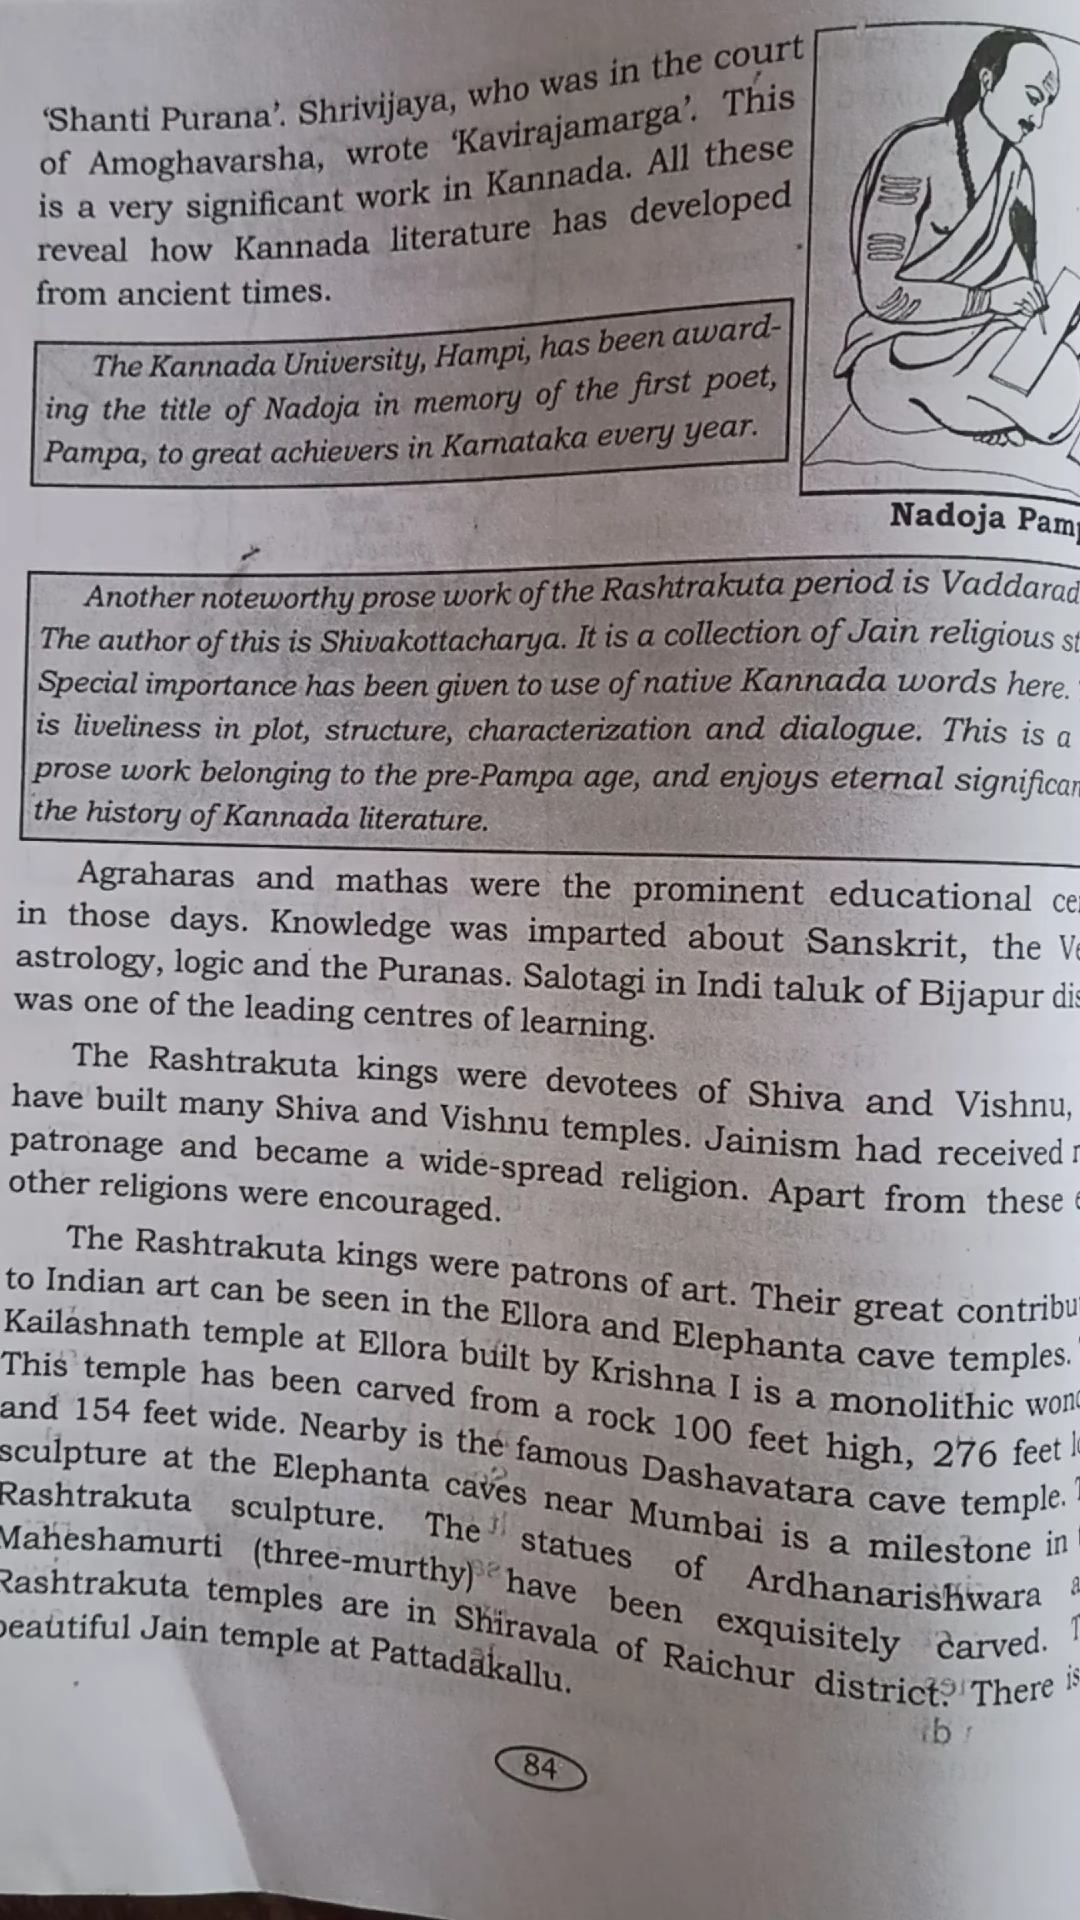 'Shanti Purana'. Shrivijaya, who was in the court
of Amoghavarsha, wrote 'Kavirajamarga'. This
is a very significant work in Kannada. All these
reveal how Kannada literature has developed
from ancient times.
The Kannada University, Hampi, has been award-
ing the title of Nadoja in memory of the first poet,
Pampa, to great achievers in Karnataka every year.
Nadoja
Another noteworthy prose work of the Rashtrakuta period is
The author of this is Shivakottacharya. It is a collection of Jain religious
Special importance has been given to use of native Kannada words here.
is liveliness in plot, structure, characterization and dialogue. This is a
prose work belonging to the pre-Pampa age, and enjoys eternal
the history of Kannada literature.
Agraharas and mathas were the prominent educational
in those days. Knowledge was imparted about Sanskrit, the
astrology, logic and the Puranas. Salotagi in Indi taluk of Bijapur
was one of the leading centres of learning.
The Rashtrakuta kings were devotees of Shiva and Vishnu,
have built many Shiva and Vishnu temples. Jainism had received
patronage and became a wide-spread religion. Apart from these
other religions were encouraged.
The Rashtrakuta kings were patrons of art. Their great
to Indian art can be seen in the Ellora and Elephanta cave temples.
Kailashnath temple at Ellora built by Krishna I is a monolithic
This temple has been carved from a rock 100 feet high, 276 feet
and 154 feet wide. Nearby is the famous Dashavatara cave temple.
sculpture at the Elephanta caves near Mumbai is a milestone in
Rashtrakuta sculpture. The statues of Ardhanarishwara
Maheshamurti (three-murthy) have been exquisitely carved.
Rashtrakuta temples are in Shiravala of Raichur district. There is
beautiful Jain temple at Pattadakallu.
84